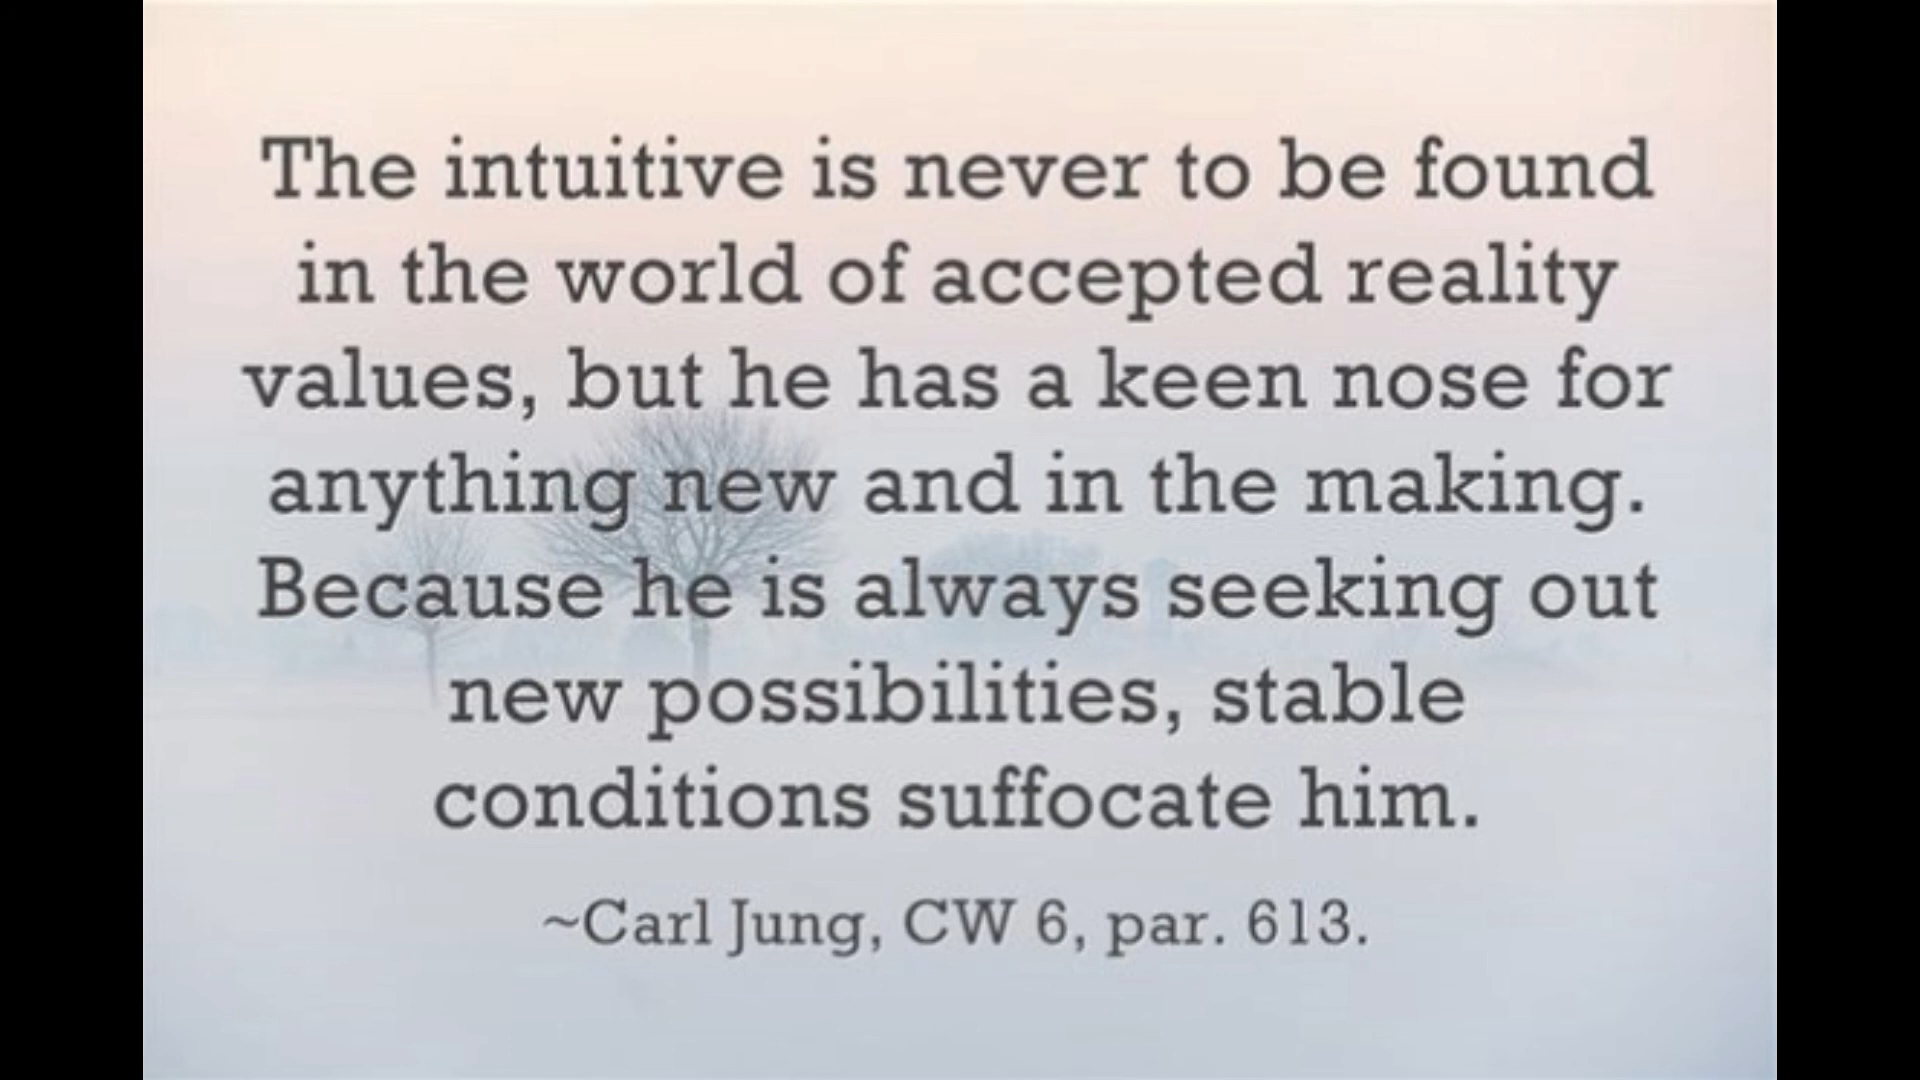 The intuitive is never to be found
in the world of accepted reality
values, but he has a keen nose for
anything new and in the making.
Because he is always seeking out
new possibilities, stable
conditions suffocate him.
~Carl Jung, CW 6, par. 613.